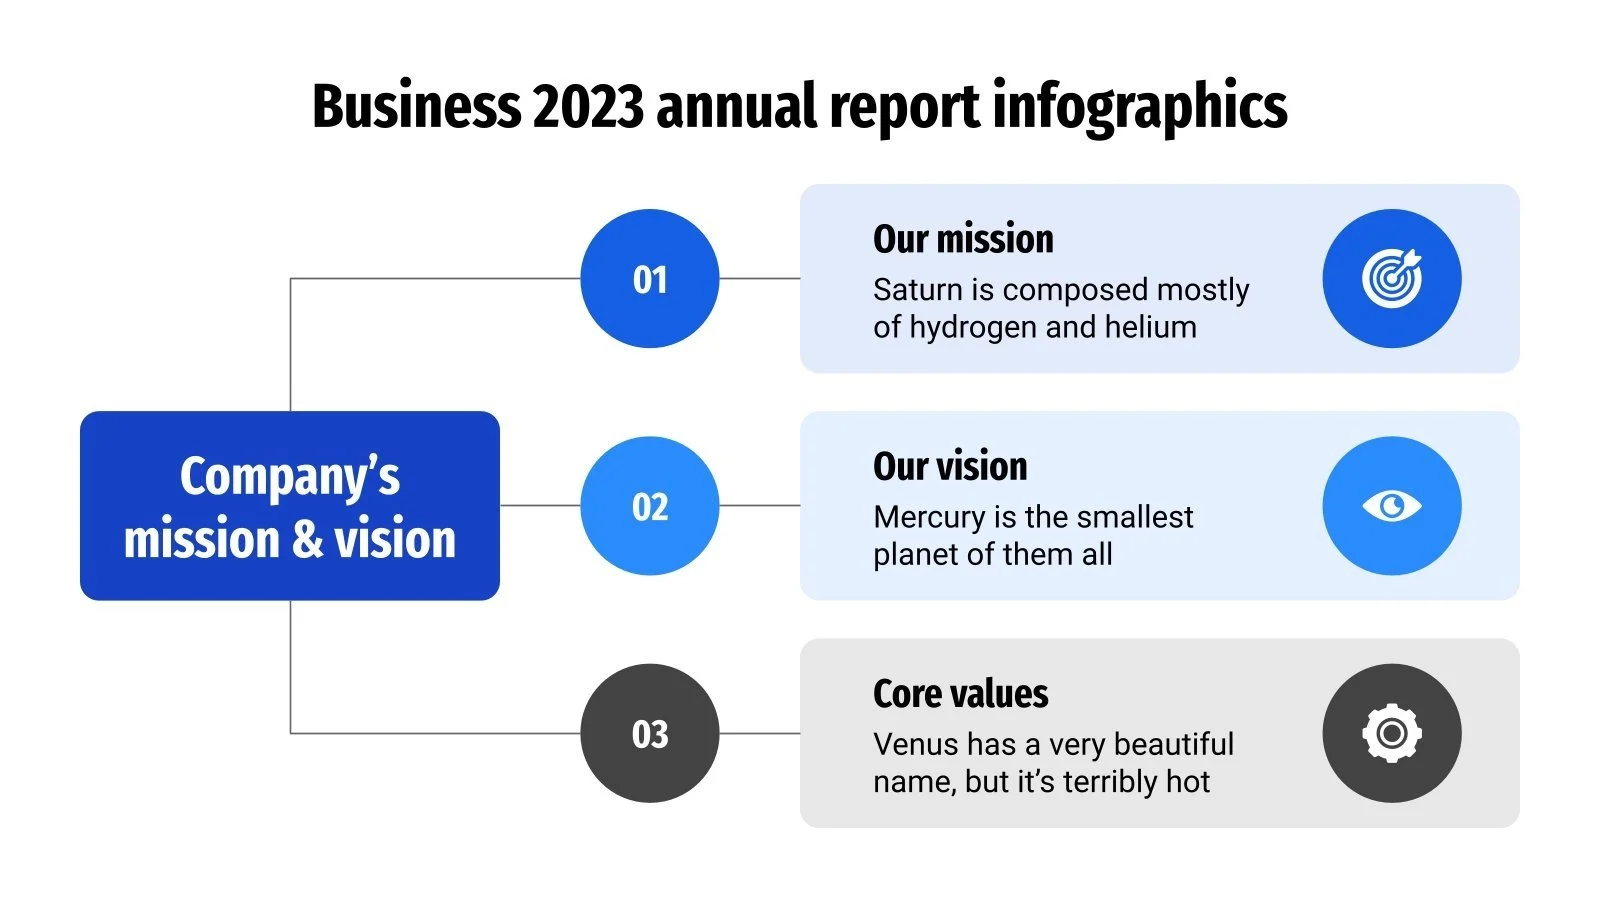 Business 2023 annual report infographics
Company’s
mission & vision
01
Our mission
Saturn is composed mostly
of hydrogen and helium
02
Our vision
Mercury is the smallest
planet of them all
03
Core values
Venus has a very beautiful
name, but it’s terribly hot